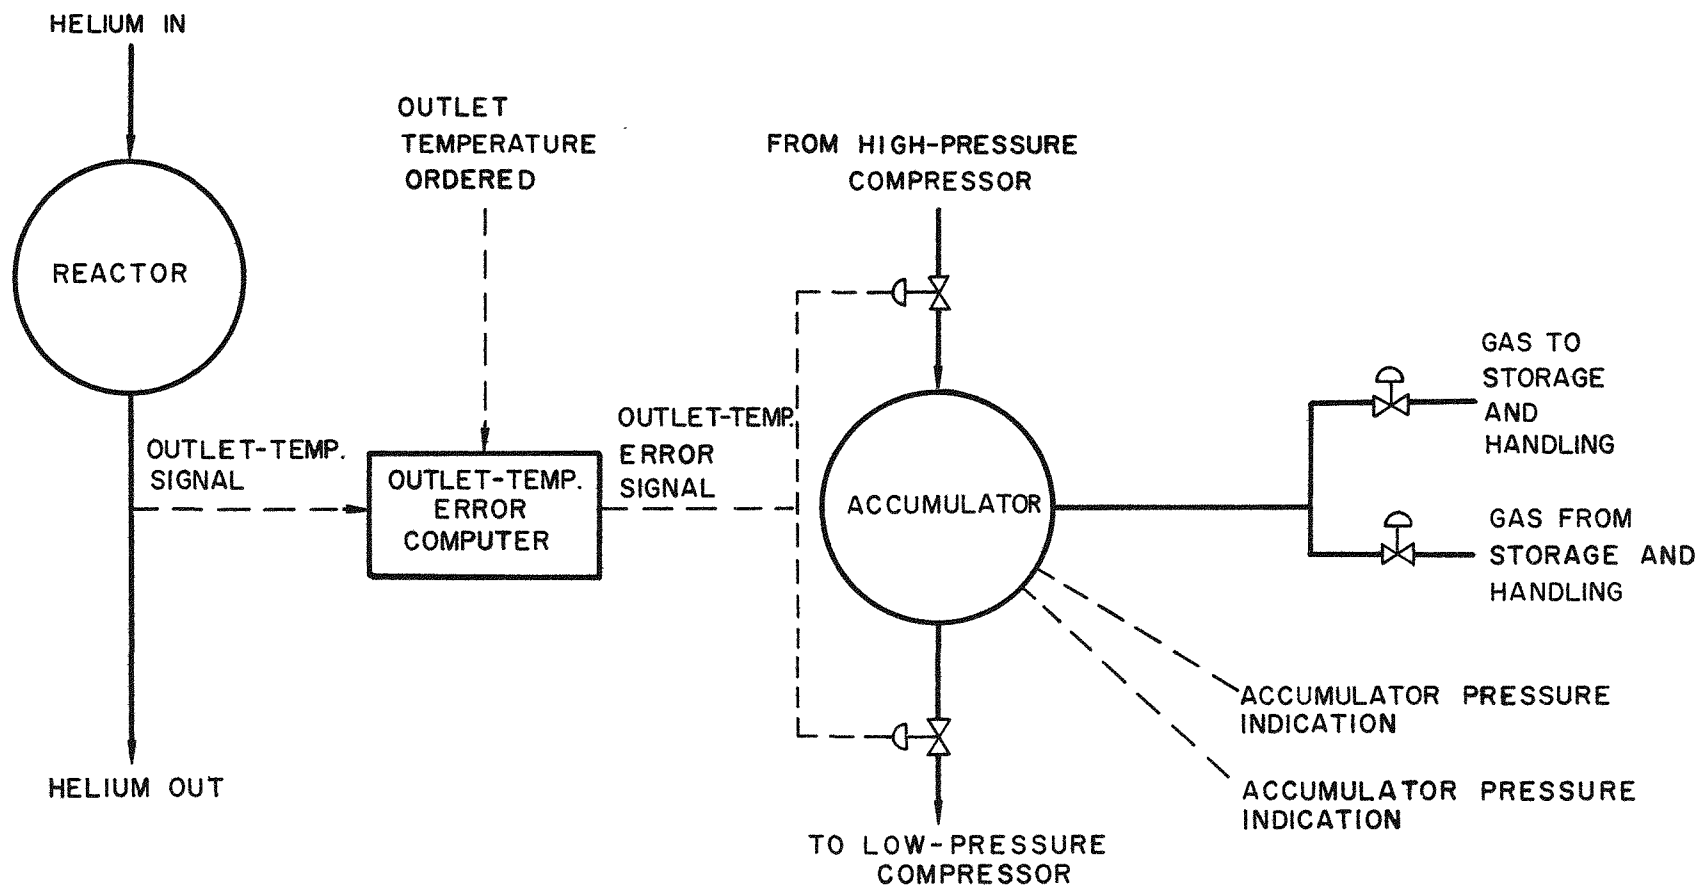 HELIUM IN
REACTOR
HELIUM OUT
OUTLET
TEMPERATURE
ORDERED
OUTLET-TEMP.
SIGNAL
OUTLET-TEMP.
ERROR
COMPUTER
OUTLET-TEMP.
ERROR
SIGNAL
FROM HIGH-PRESSURE
COMPRESSOR
ACCUMULATOR
TO LOW-PRESSURE
COMPRESSOR
GAS TO
STORAGE
AND
HANDLING
GAS FROM
STORAGE AND
HANDLING
ACCUMULATOR PRESSURE
INDICATION
ACCUMULATOR PRESSURE
INDICATION